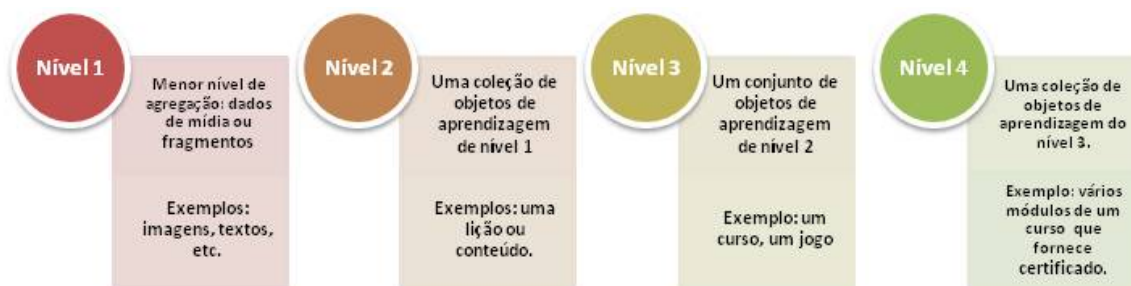 Nível 1
Menor nível de
agregação: dados
de mídia ou
fragmentos
Exemplos:
imagens, textos,
etc.
Nível 2
Uma coleção de
objetos de
aprendizagem
de nível 1
Exemplos: uma
lição ou
conteúdo.
Nível 3
Um conjunto de
objetos de
aprendizagem
de nível 2
Exemplo: um
curso, um jogo
Nível 4
Uma coleção de
objetos de
aprendizagem do
nível 3.
Exemplo: vários
módulos de um
curso que
fornece
certificado.